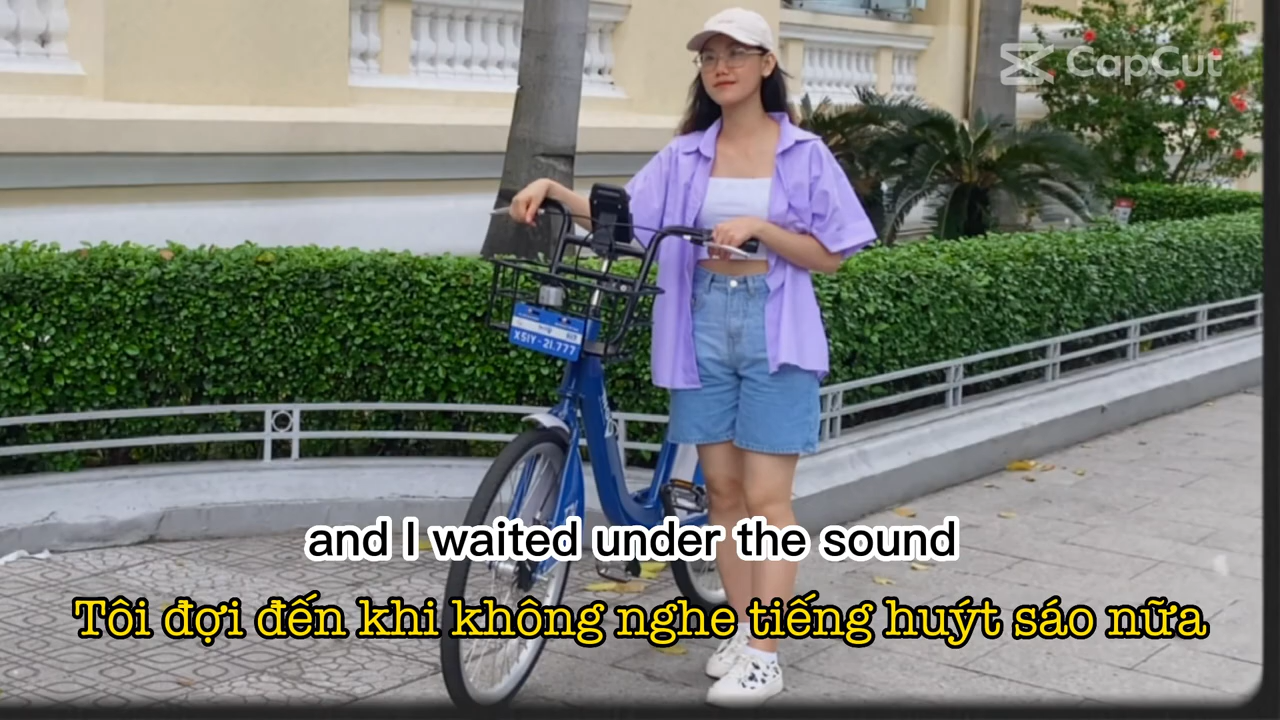 CapCut
X51Y-21.777
and I waited under the sound
Tôi đợi đến khi không nghe tiếng huýt sáo nữa